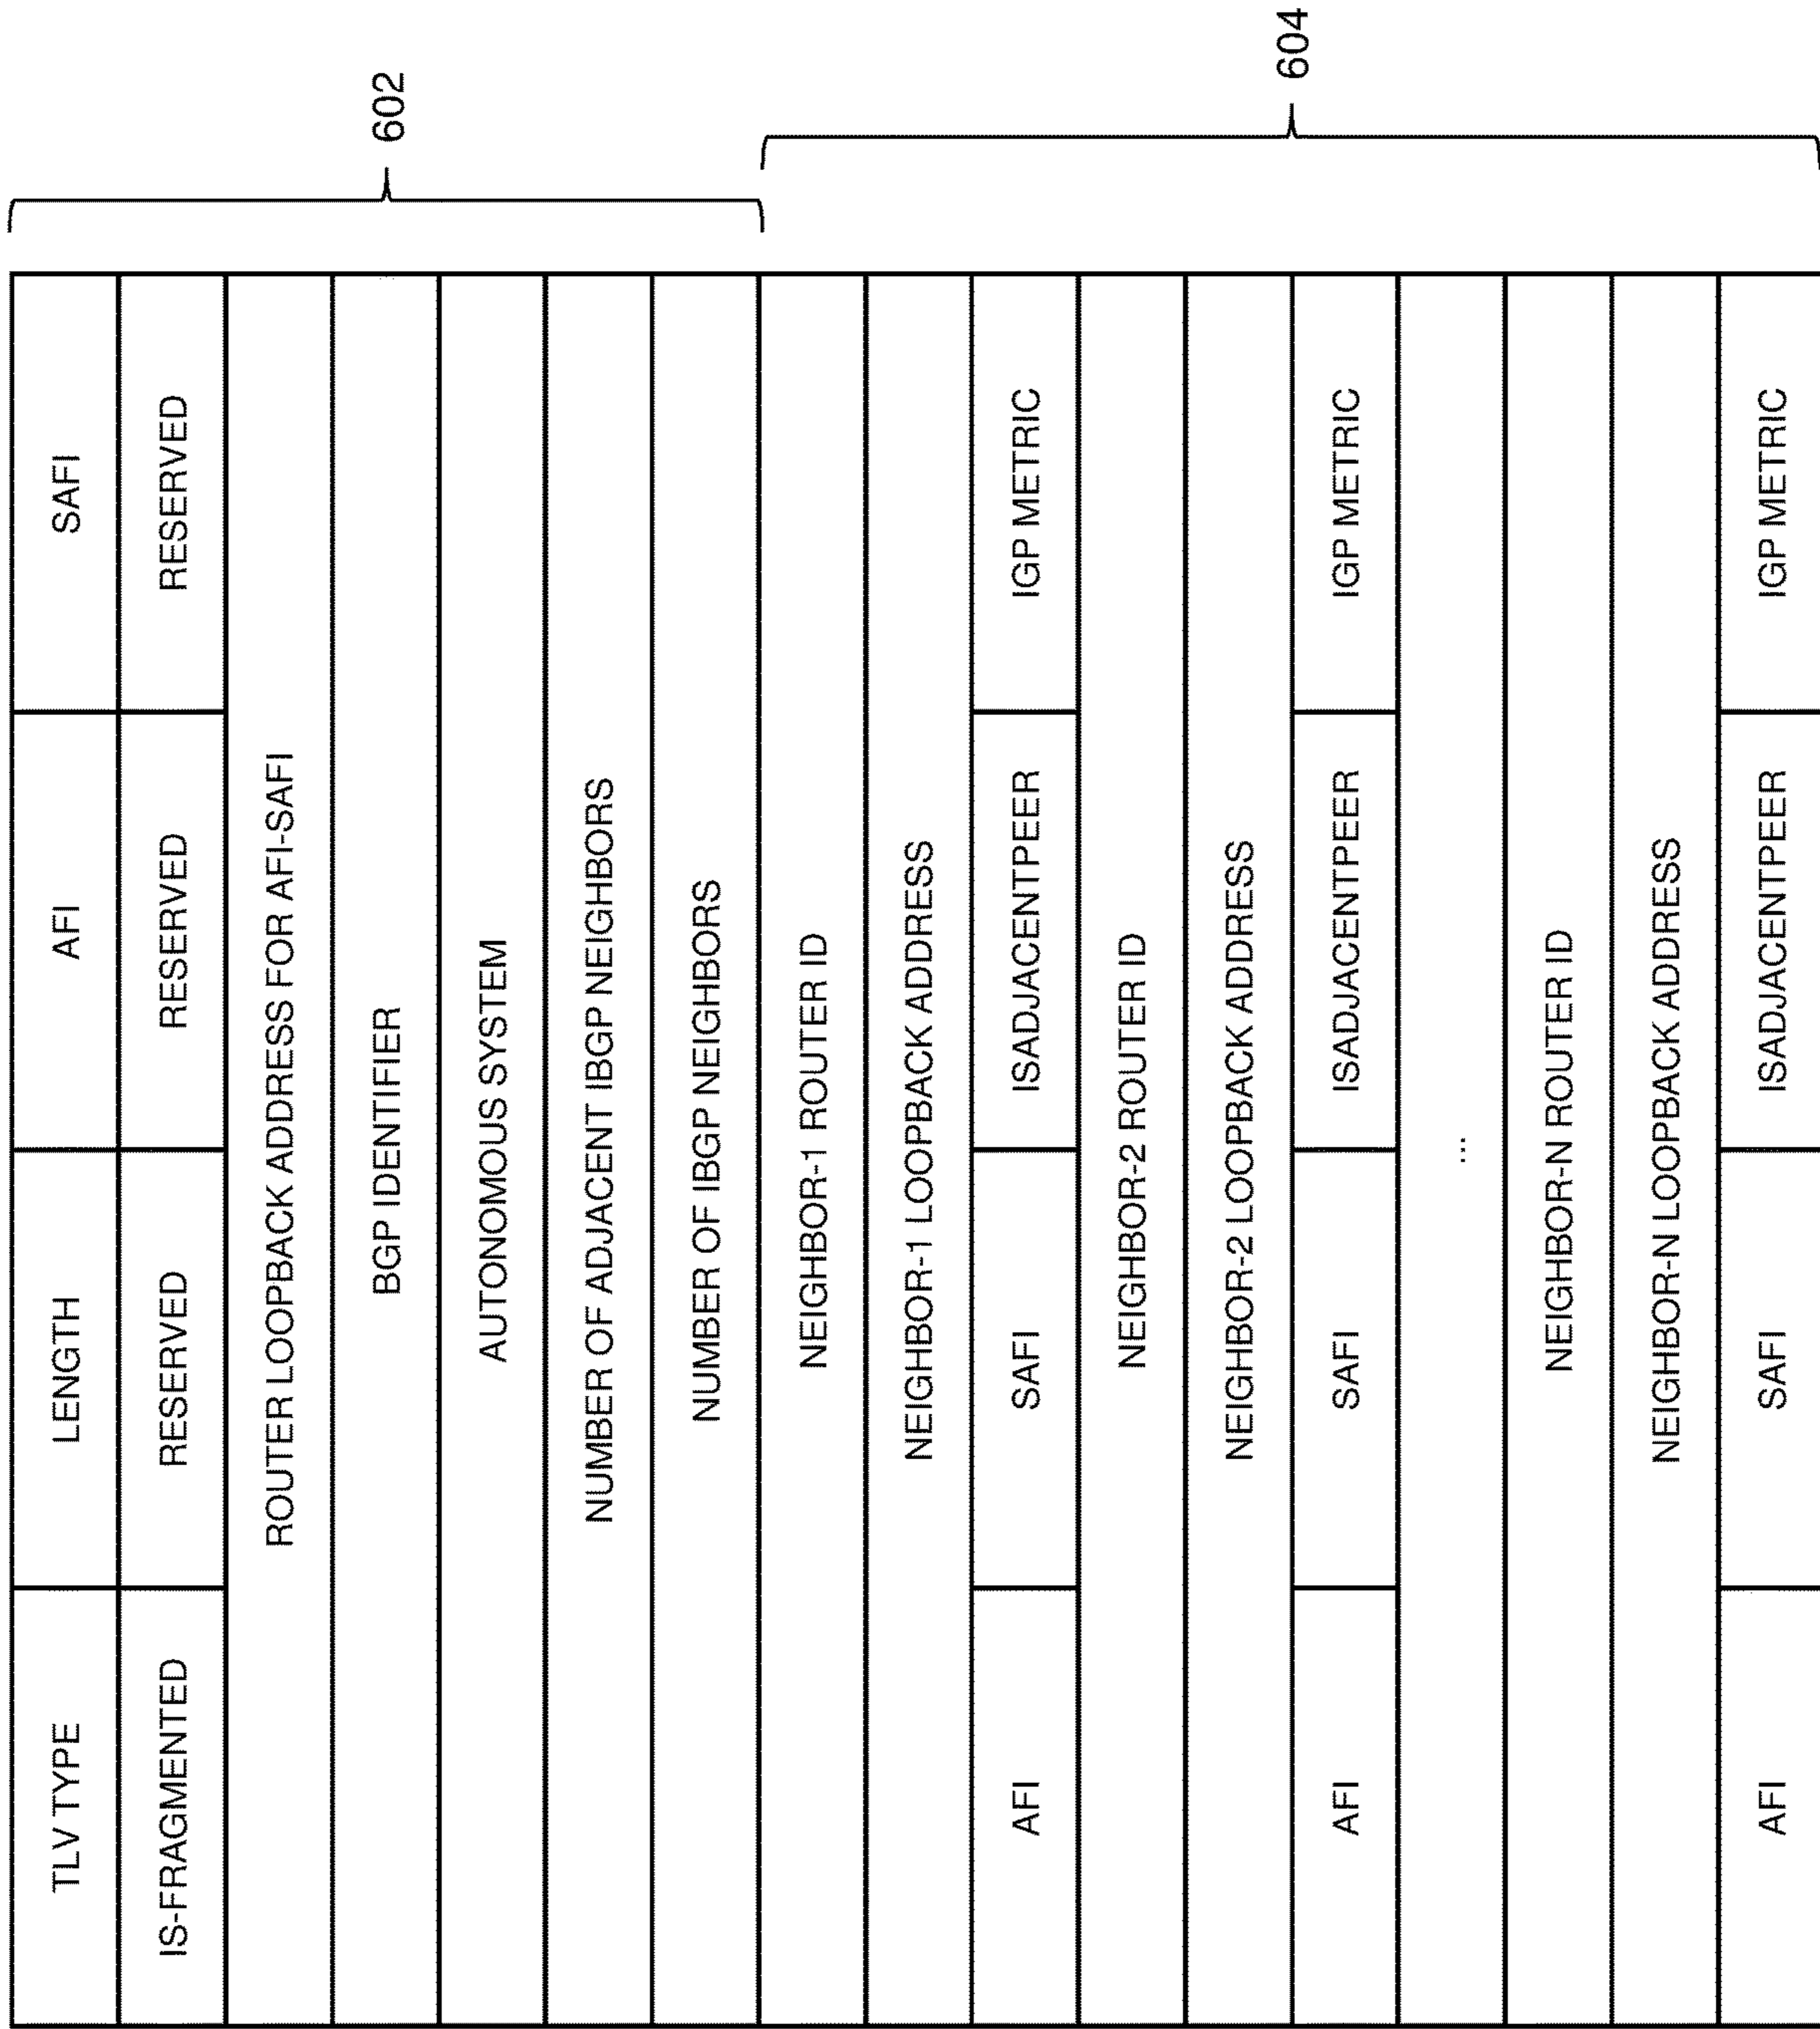 TLV TYPE LENGTH AFI SAFI
IS-FRAGMENTED RESERVED RESERVED RESERVED
ROUTER LOOPBACK ADDRESS FOR AFI-SAFI
BGP IDENTIFIER
AUTONOMOUS SYSTEM
NUMBER OF ADJACENT IBGP NEIGHBORS
NUMBER OF IBGP NEIGHBORS
602
NEIGHBOR-1 ROUTER ID
NEIGHBOR-1 LOOPBACK ADDRESS
AFI SAFI ISADJACENTPEER IGP METRIC
NEIGHBOR-2 ROUTER ID
NEIGHBOR-2 LOOPBACK ADDRESS
AFI SAFI ISADJACENTPEER IGP METRIC
...
NEIGHBOR-N ROUTER ID
NEIGHBOR-N LOOPBACK ADDRESS
AFI SAFI ISADJACENTPEER IGP METRIC
604